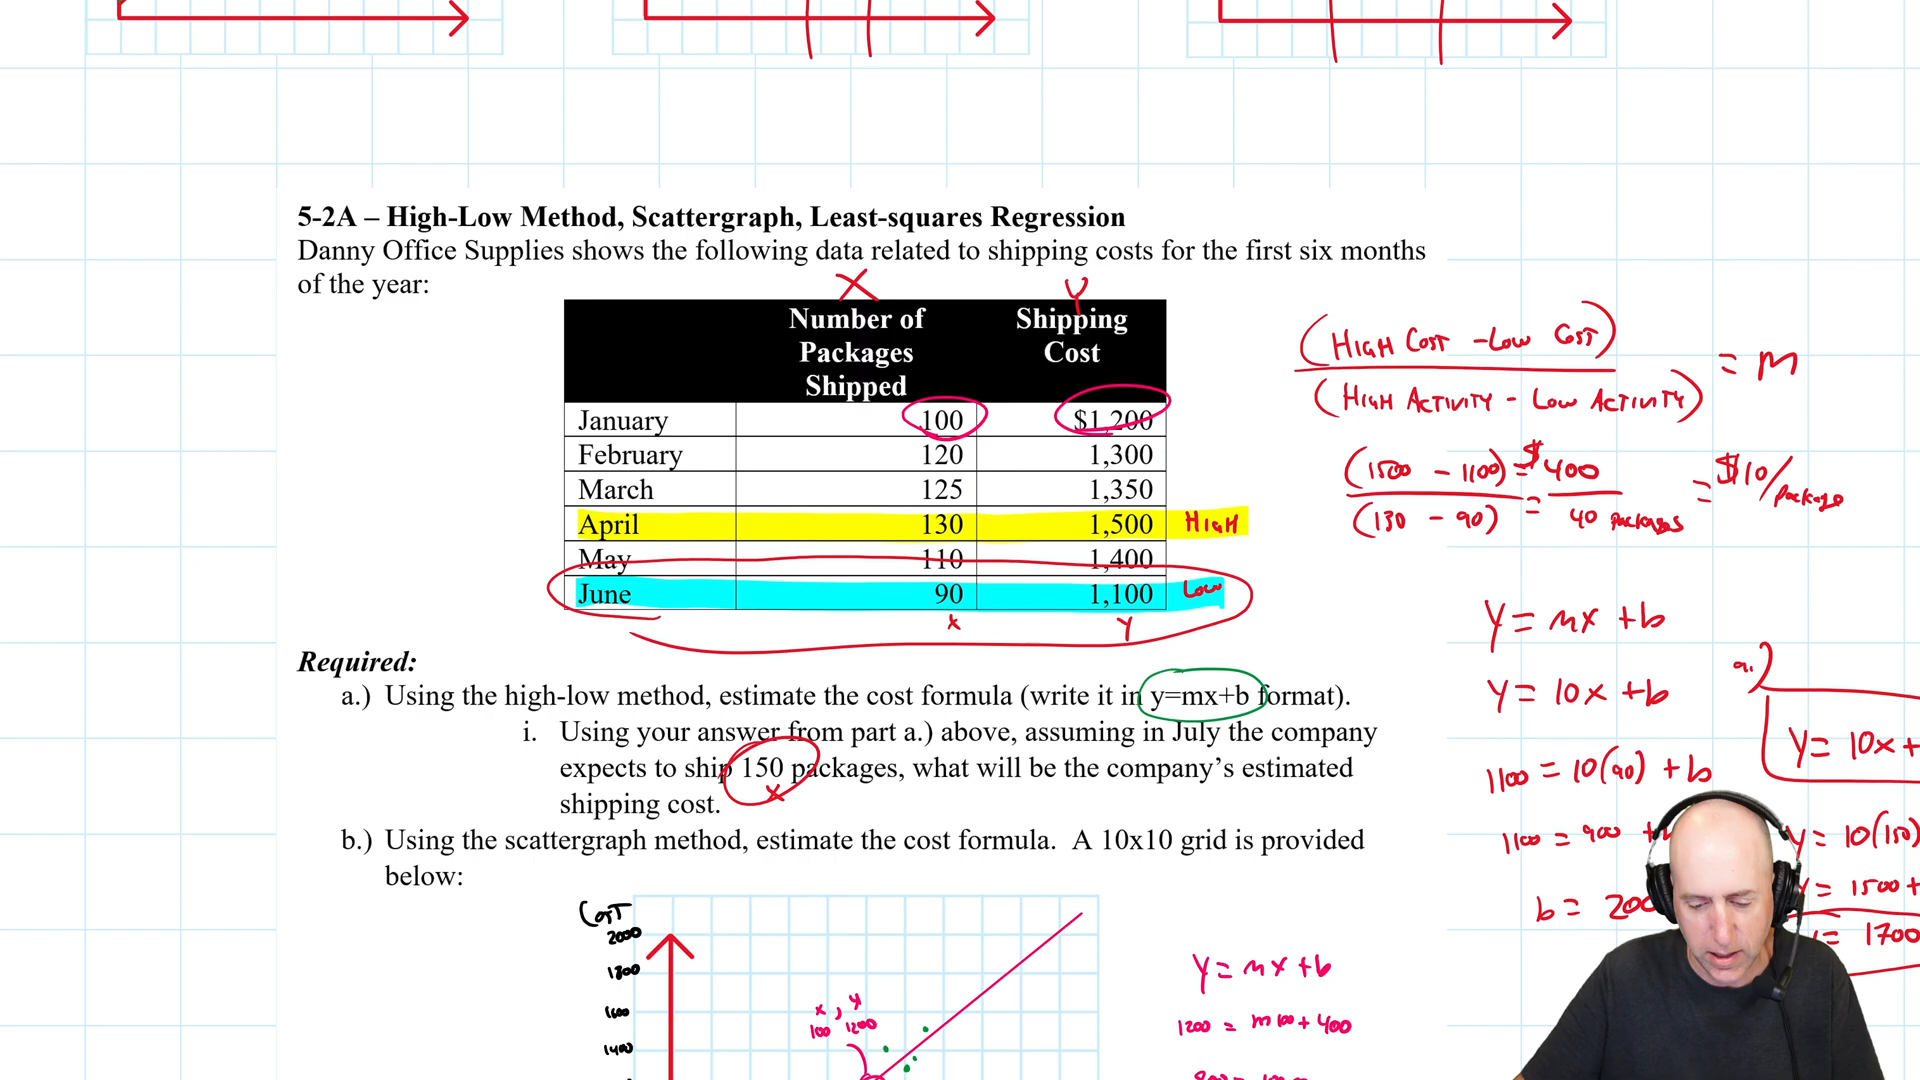 5-2A – High-Low Method, Scattergraph, Least-squares Regression
Danny Office Supplies shows the following data related to shipping costs for the first six months
of the year:
X Y
Number of Packages Shipped Shipping Cost
January 100 $1,200
February 120 1,300
March 125 1,350
April 130 1,500 HIGH
May 110 1,400
June 90 1,100 Low
x y
(HIGH COST - LOW COST)
(HIGH ACTIVITY - LOW ACTIVITY)
= m
(1500 - 1100) = $400
(130 - 90) = 40 packages
= $10/package
y = mx + b
y = 10x + b
1100 = 10(90) + b
1100 = 900 +
b = 200
a.)
y = 10x +
y = 10(150)
= 1500 +
= 1700
Required:
a.) Using the high-low method, estimate the cost formula (write it in y=mx+b format).
i. Using your answer from part a.) above, assuming in July the company
expects to ship 150 packages, what will be the company's estimated
x
shipping cost.
b.) Using the scattergraph method, estimate the cost formula. A 10x10 grid is provided
below:
COST
2000
1800
1600
1400
x , y
100 1200
y = mx + b
1200 = m100 + 400